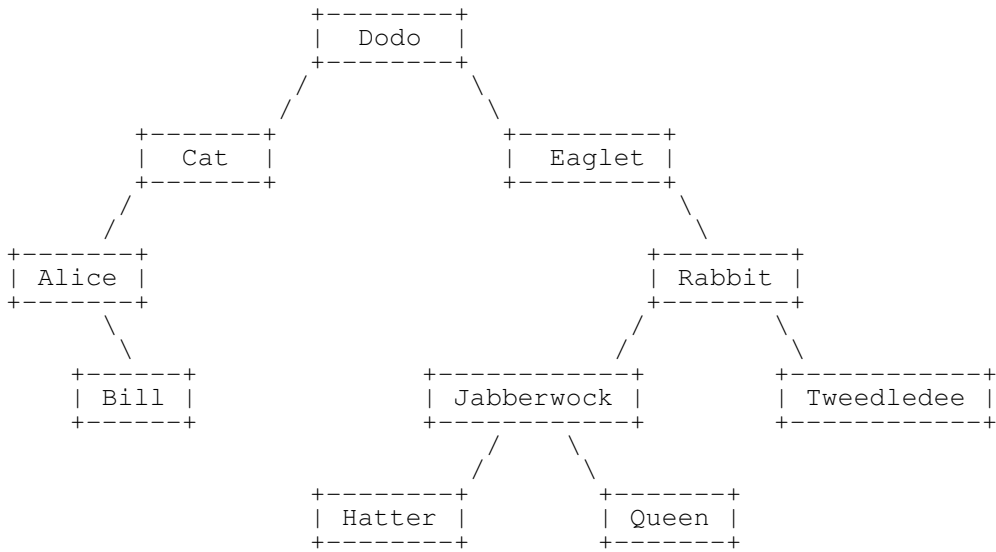 Dodo
Cat Eaglet
Alice Rabbit
Bill Jabberwock Tweedledee
Hatter Queen